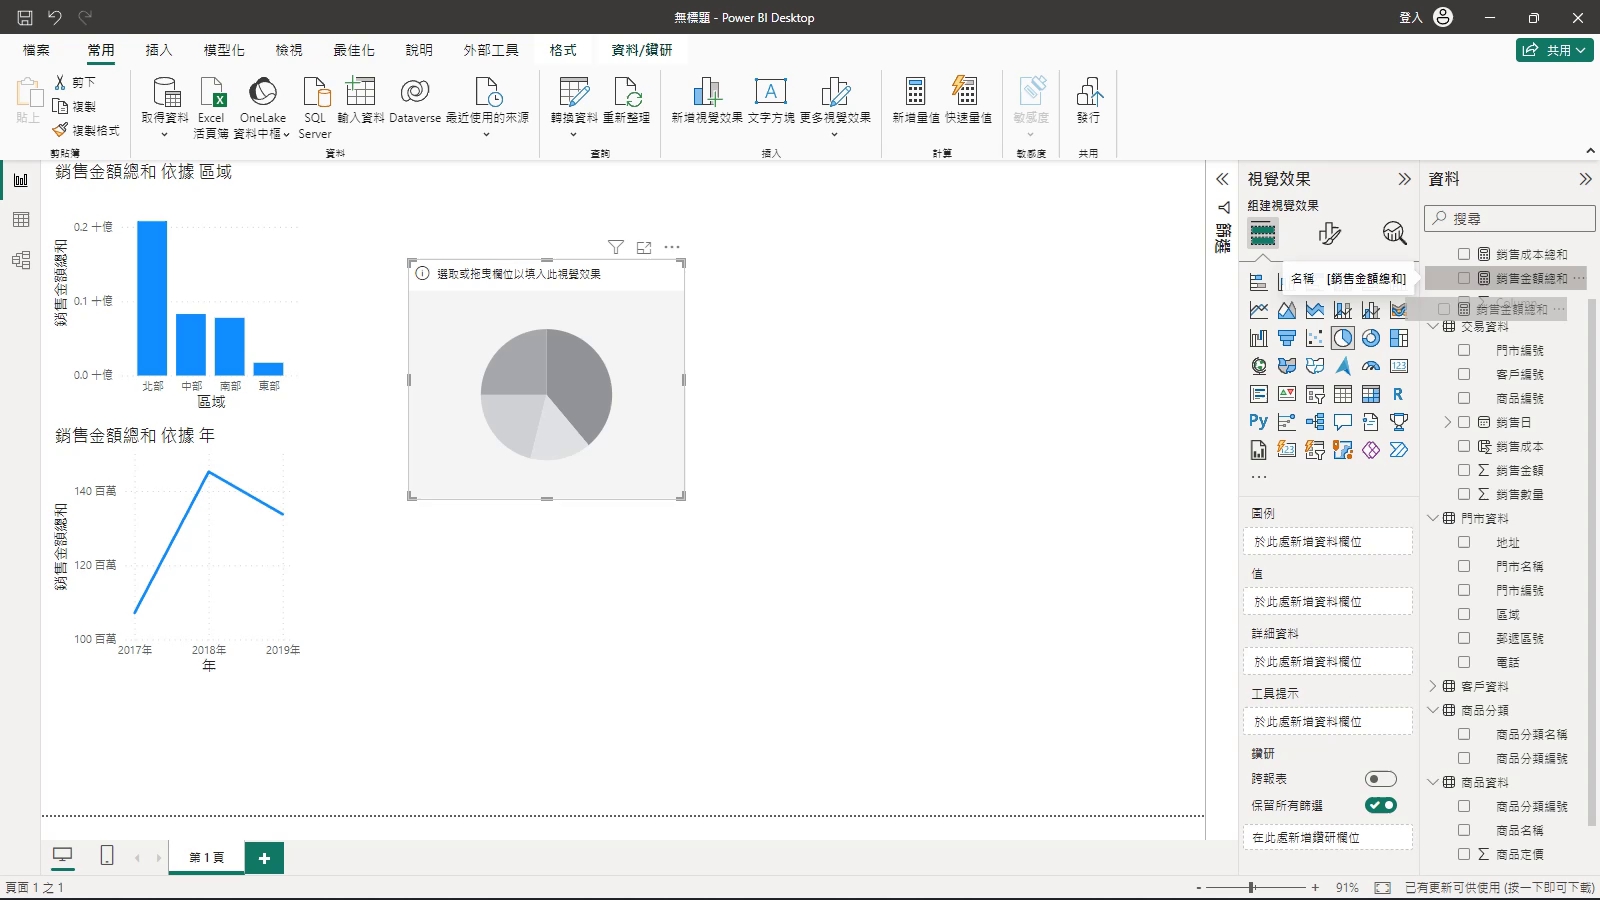 無標題 - Power BI Desktop
登入
檔案 常用 插入 模型化 檢視 最佳化 說明 外部工具 格式 資料/鑽研
共用
貼上
剪下
複製
複製格式
剪貼簿
取得資料
Excel 活頁簿
OneLake 資料中樞
SQL Server
輸入資料
Dataverse
最近使用的來源
資料
轉換資料
重新整理
查詢
新增視覺效果
文字方塊
更多視覺效果
插入
新增量值
快速量值
計算
敏感度
敏感度
發行
共用
銷售金額總和 依據 區域
0.2 十億
0.1 十億
0.0 十億
銷售金額總和
北部 中部 南部 東部
區域
銷售金額總和 依據 年
140 百萬
120 百萬
100 百萬
銷售金額總和
2017年 2018年 2019年
年
選取或拖曳欄位以填入此視覺效果
篩選
視覺效果
組建視覺效果
名稱 [銷售金額總和]
123
R
Py
123
圖例
於此處新增資料欄位
值
於此處新增資料欄位
詳細資料
於此處新增資料欄位
工具提示
於此處新增資料欄位
鑽研
跨報表
保留所有篩選
在此處新增鑽研欄位
資料
搜尋
銷售成本總和
銷售金額總和
銷售金額總和
交易資料
門市編號
客戶編號
商品編號
銷售日
銷售成本
銷售金額
銷售數量
門市資料
地址
門市名稱
門市編號
區域
郵遞區號
電話
客戶資料
商品分類
商品分類名稱
商品分類編號
商品資料
商品分類編號
商品名稱
商品定價
第 1 頁
頁面 1 之 1
- + 91%
已有更新可供使用 (按一下即可下載)